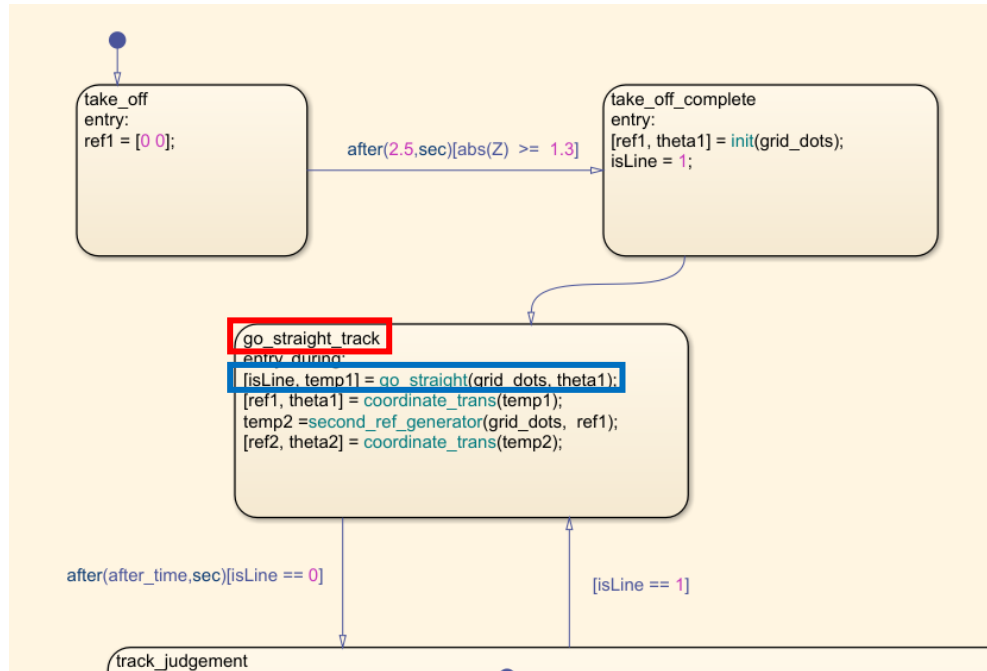 take_off
entry:
ref1 = [0 0];
after(2.5,sec)[abs(Z) >= 1.3]
take_off_complete
entry:
[ref1, theta1] = init(grid_dots);
isLine = 1;
go_straight_track
entry, during:
[isLine, temp1] = go_straight(grid_dots, theta1);
[ref1, theta1] = coordinate_trans(temp1);
temp2 =second_ref_generator(grid_dots, ref1);
[ref2, theta2] = coordinate_trans(temp2);
after(after_time,sec)[isLine == 0]
[isLine == 1]
track_judgement